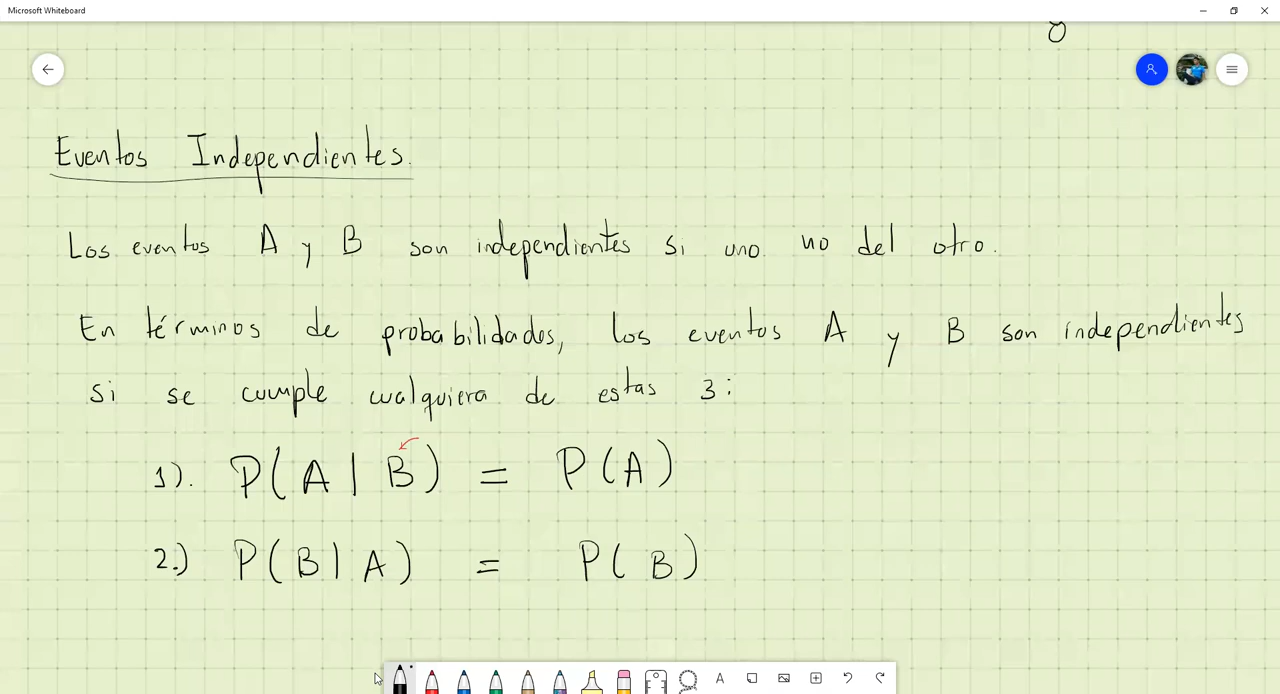 Microsoft Whiteboard
Eventos Independientes.
Los eventos A y B son independientes si uno no del otro.
En términos de probabilidados, los eventos A y B son independientes
si se cumple cualquiera de estas 3:
1). P(A | B) = P(A)
2.) P(B | A) = P(B)